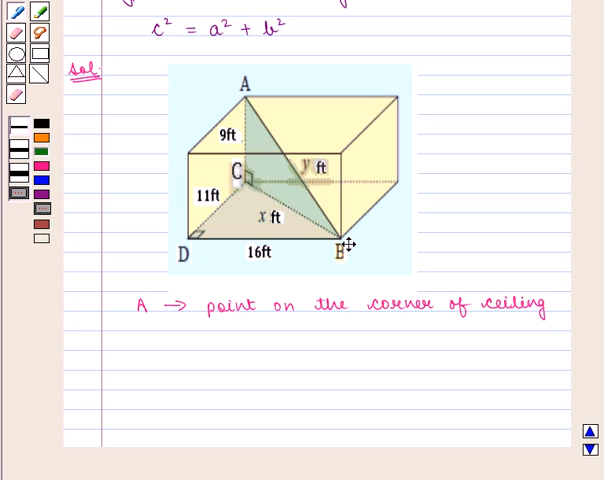 c² = a² + b²
Sol.
A
9ft
C
y ft
11ft
x ft
D
16ft
B
A → point on the corner of ceiling